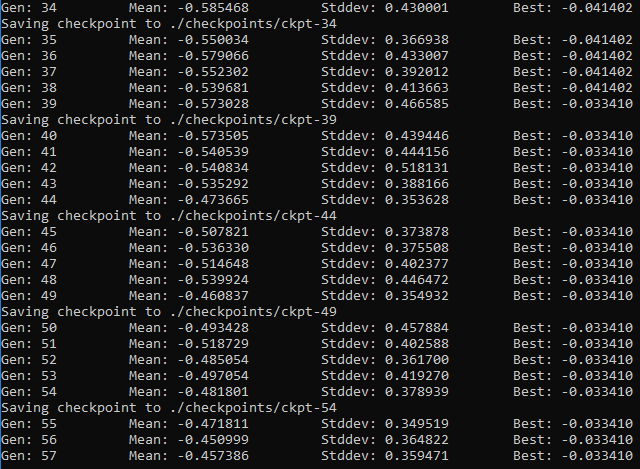 Gen: 34 Mean: -0.585468 Stddev: 0.430001 Best: -0.041402
Saving checkpoint to ./checkpoints/ckpt-34
Gen: 35 Mean: -0.550034 Stddev: 0.366938 Best: -0.041402
Gen: 36 Mean: -0.579066 Stddev: 0.433007 Best: -0.041402
Gen: 37 Mean: -0.552302 Stddev: 0.392012 Best: -0.041402
Gen: 38 Mean: -0.539681 Stddev: 0.413663 Best: -0.041402
Gen: 39 Mean: -0.573028 Stddev: 0.466585 Best: -0.033410
Saving checkpoint to ./checkpoints/ckpt-39
Gen: 40 Mean: -0.573505 Stddev: 0.439446 Best: -0.033410
Gen: 41 Mean: -0.540539 Stddev: 0.444156 Best: -0.033410
Gen: 42 Mean: -0.540834 Stddev: 0.518131 Best: -0.033410
Gen: 43 Mean: -0.535292 Stddev: 0.388166 Best: -0.033410
Gen: 44 Mean: -0.473665 Stddev: 0.353628 Best: -0.033410
Saving checkpoint to ./checkpoints/ckpt-44
Gen: 45 Mean: -0.507821 Stddev: 0.373878 Best: -0.033410
Gen: 46 Mean: -0.536330 Stddev: 0.375508 Best: -0.033410
Gen: 47 Mean: -0.514648 Stddev: 0.402377 Best: -0.033410
Gen: 48 Mean: -0.539924 Stddev: 0.446472 Best: -0.033410
Gen: 49 Mean: -0.460837 Stddev: 0.354932 Best: -0.033410
Saving checkpoint to ./checkpoints/ckpt-49
Gen: 50 Mean: -0.493428 Stddev: 0.457884 Best: -0.033410
Gen: 51 Mean: -0.518729 Stddev: 0.402588 Best: -0.033410
Gen: 52 Mean: -0.485054 Stddev: 0.361700 Best: -0.033410
Gen: 53 Mean: -0.497054 Stddev: 0.419270 Best: -0.033410
Gen: 54 Mean: -0.481801 Stddev: 0.378939 Best: -0.033410
Saving checkpoint to ./checkpoints/ckpt-54
Gen: 55 Mean: -0.471811 Stddev: 0.349519 Best: -0.033410
Gen: 56 Mean: -0.450999 Stddev: 0.364822 Best: -0.033410
Gen: 57 Mean: -0.457386 Stddev: 0.359471 Best: -0.033410